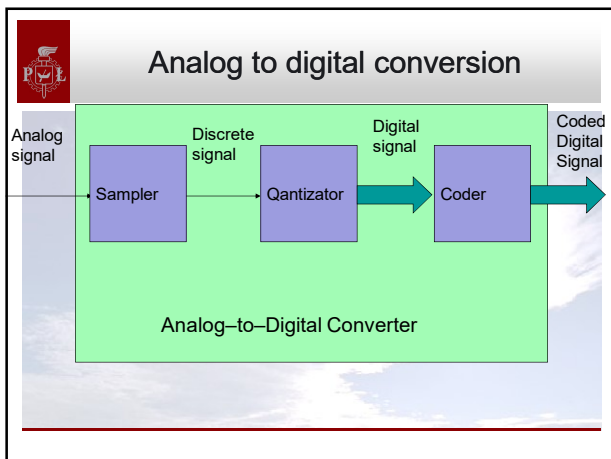 P Ł
Analog to digital conversion
Analog
signal
Discrete
signal
Digital
signal
Coded
Digital
Signal
Sampler
Qantizator
Coder
Analog–to–Digital Converter